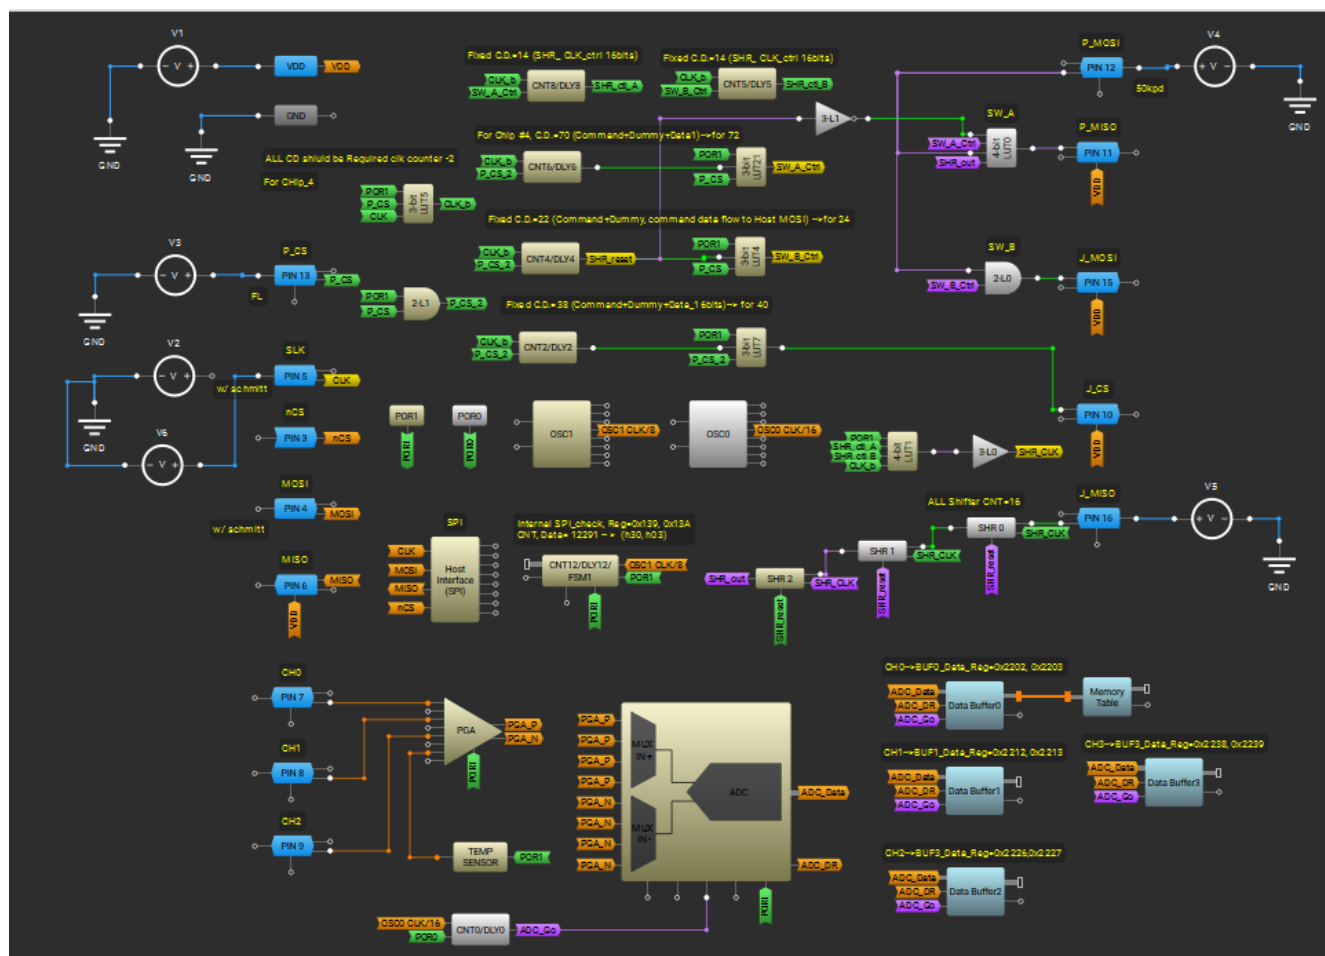 V1
VDD
VDD
GND
GND
GND
ALL CD shluld be Required clk counter -2
For CHip_4
Fixed C.D.=14 (SHR_ CLK_ctrl 16bits)
CLK_b
SW_A_Ctrl
CNT8/DLY8
SHR_ctl_A
Fixed C.D.=14 (SHR_ CLK_ctrl 16bits)
CLK_b
SW_B_Ctrl
CNT5/DLY5
SHR_ctl_B
3-L1
For Chip #4, C.D.=70 (Command+Dummy+Data1)-->for 72
CLK_b
P_CS_2
CNT6/DLY6
POR1
P_CS
3-bit LUT21
SW_A_Ctrl
POR1
P_CS
CLK
3-bit LUT5
CLK_b
Fixed C.D.=22 (Command+Dummy, command data flow to Host MOSI) -->for 24
CLK_b
P_CS_2
CNT4/DLY4
SHR_reset
POR1
P_CS
3-bit LUT4
SW_B_Ctrl
P_MOSI
PIN 12
50kpd
V4
GND
SW_A
SW_A_Ctrl
SHR_out
4-bit LUT0
P_MISO
PIN 11
VDD
SW_B
SW_B_Ctrl
2-L0
J_MOSI
PIN 15
VDD
V3
GND
P_CS
PIN 13
P_CS
FL
POR1
P_CS
2-L1
P_CS_2
Fixed C.D.=38 (Command+Dummy+Data_16bits)--> for 40
CLK_b
P_CS_2
CNT2/DLY2
POR1
P_CS_2
3-bit LUT7
V2
GND
V6
w/ schmitt
SLK
PIN 5
CLK
nCS
PIN 3
nCS
POR1
POR1
POR0
POR0
OSC1
OSC1 CLK/8
OSC0
OSC0 CLK/16
POR1
SHR_ctl_A
SHR_ctl_B
CLK_b
4-bit LUT1
3-L0
SHR_CLK
J_CS
PIN 10
VDD
MOSI
PIN 4
MOSI
w/ schmitt
MISO
PIN 6
MISO
VDD
SPI
CLK
MOSI
MISO
nCS
Host Interface (SPI)
Internal SPI_check, Reg=0x139, 0x13A
CNT, Data= 12291 --> (h30, h03)
CNT12/DLY12/
FSM1
OSC1 CLK/8
POR1
POR1
ALL Shifter CNT=16
SHR_out
SHR 2
SHR_CLK
SHR_reset
SHR 1
SHR_CLK
SHR_reset
SHR 0
SHR_CLK
SHR_reset
J_MISO
PIN 16
V5
GND
CH0
PIN 7
CH1
PIN 8
CH2
PIN 9
PGA
PGA_P
PGA_N
POR1
TEMP SENSOR
POR1
OSC0 CLK/16
POR0
CNT0/DLY0
ADC_Go
PGA_P
PGA_P
PGA_P
PGA_P
PGA_N
PGA_N
PGA_N
PGA_N
MUX IN+
MUX IN-
ADC
ADC_Data
ADC_DR
POR1
CH0-->BUF0_Data_Reg=0x2202, 0x2203
ADC_Data
ADC_DR
ADC_Go
Data Buffer0
Memory Table
CH1-->BUF1_Data_Reg=0x2212, 0x2213
ADC_Data
ADC_DR
ADC_Go
Data Buffer1
CH3-->BUF3_Data_Reg=0x2238, 0x2239
ADC_Data
ADC_DR
ADC_Go
Data Buffer3
CH2-->BUF3_Data_Reg=0x2226,0x2227
ADC_Data
ADC_DR
ADC_Go
Data Buffer2